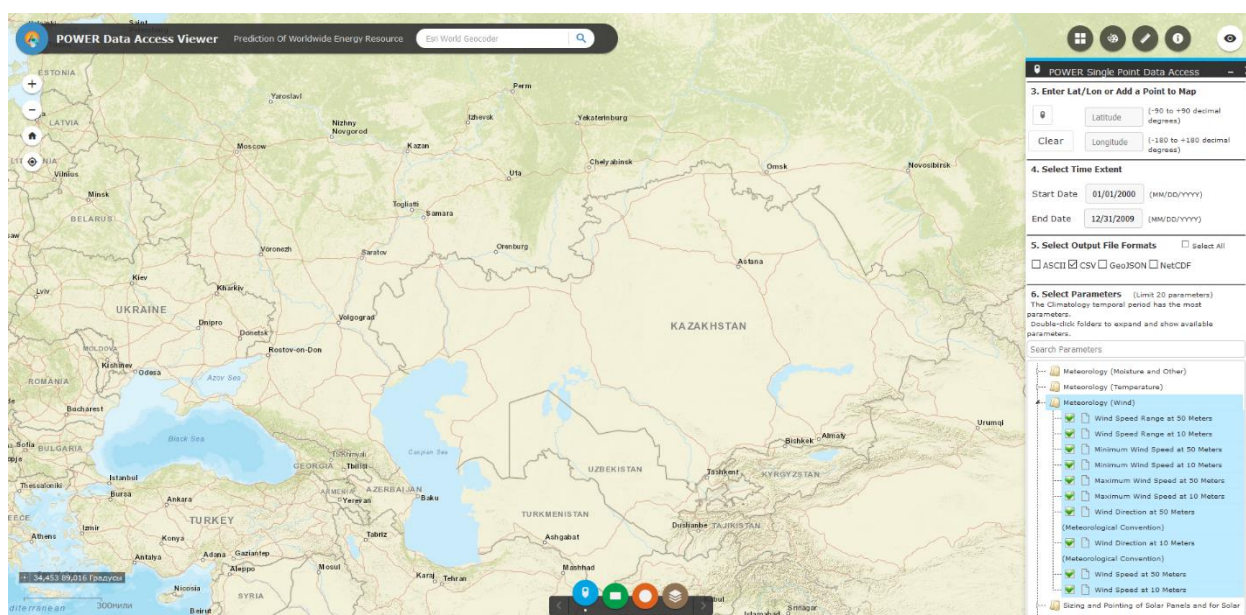 POWER Data Access Viewer Prediction Of Worldwide Energy Resource Esri World Geocoder
ESTONIA
Perm
Yaroslavl
LATVIA
Nizhny
Novgorod
Izhevsk
Yekaterinburg
Moscow
Kazan
Chelyabinsk
Omsk
Novosibirsk
Vilnius
Ufa
Minsk
Togliatti
Samara
BELARUS
Voronezh
Saratov
Orenburg
Astana
Kiev
Kharkiv
Lviv
UKRAINE
Volgograd
Dnipro
Donetsk
KAZAKHSTAN
MOLDOVA
Rostov-on-Don
Kishinev
Odesa
ROMANIA
Azov Sea
Bucharest
Urumqi
Black Sea
Bishkek
Almaty
Sofia
BULGARIA
Caspian Sea
GEORGIA
Tbilisi
UZBEKISTAN
Tashkent
KYRGYZSTAN
Istanbul
Thessaloniki
Bursa
Ankara
ARMENIA
AZERBAIJAN
Yerevan
Baku
TURKMENISTAN
TURKEY
Dushanbe
TAJIKISTAN
Izmir
Athens
Konya
Tabriz
Ashgabat
Antalya
Adana
Gaziantep
Aleppo
Mosul
Karaj
Tehran
Mashhad
34,453 89,016 Градусы
Nicosia
SYRIA
300мили
Beirut
Islamabad
Srinagar
POWER Single Point Data Access
3. Enter Lat/Lon or Add a Point to Map
Latitude (-90 to +90 decimal
degrees)
Clear Longitude (-180 to +180 decimal
degrees)
4. Select Time Extent
Start Date 01/01/2000 (MM/DD/YYYY)
End Date 12/31/2009 (MM/DD/YYYY)
5. Select Output File Formats Select All
ASCII CSV GeoJSON NetCDF
6. Select Parameters (Limit 20 parameters)
The Climatology temporal period has the most
parameters.
Double-click folders to expand and show available
parameters.
Search Parameters
Meteorology (Moisture and Other)
Meteorology (Temperature)
Meteorology (Wind)
Wind Speed Range at 50 Meters
Wind Speed Range at 10 Meters
Minimum Wind Speed at 50 Meters
Minimum Wind Speed at 10 Meters
Maximum Wind Speed at 50 Meters
Maximum Wind Speed at 10 Meters
Wind Direction at 50 Meters
(Meteorological Convention)
Wind Direction at 10 Meters
(Meteorological Convention)
Wind Speed at 50 Meters
Wind Speed at 10 Meters
Sizing and Pointing of Solar Panels and for Solar